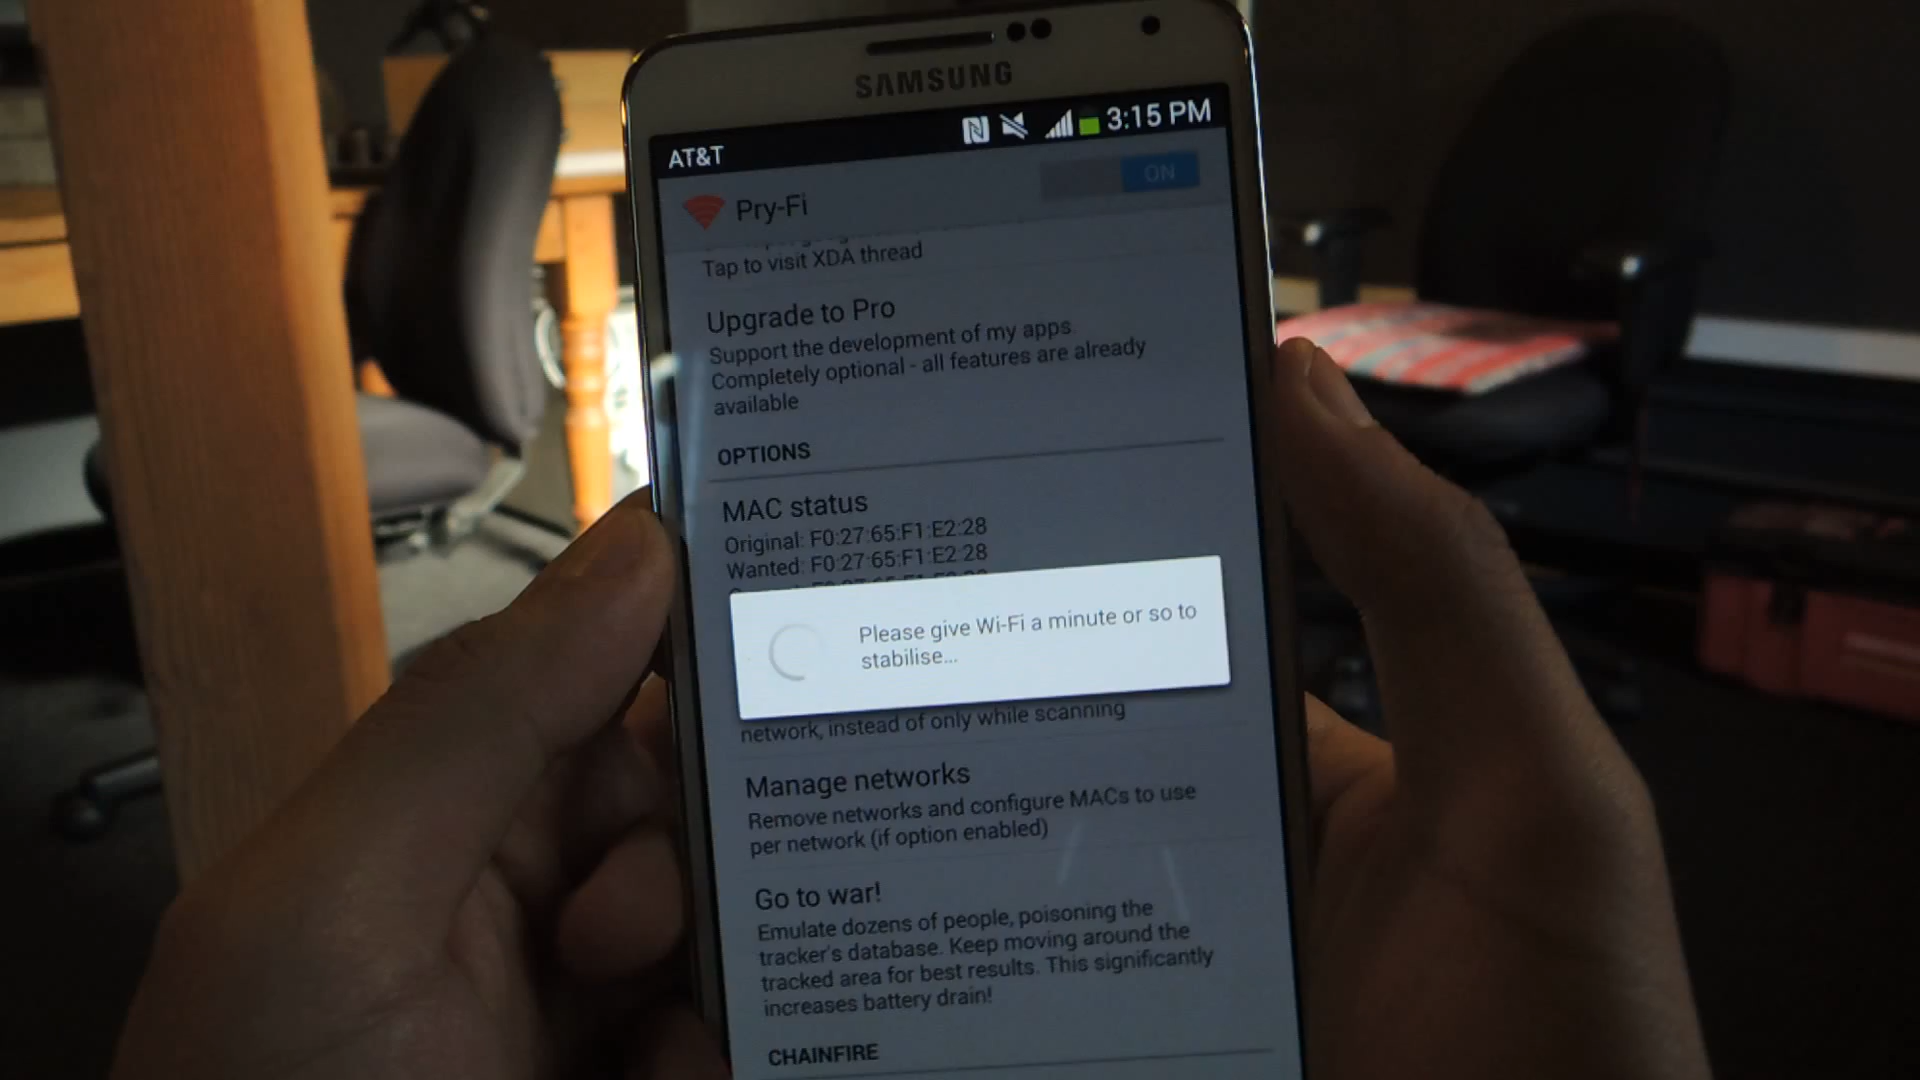 SAMSUNG
AT&T
3:15 PM
Pry-Fi
ON
Tap to visit XDA thread
Upgrade to Pro
Support the development of my apps.
Completely optional - all features are already
available
OPTIONS
MAC status
Original: F0:27:65:F1:E2:28
Wanted: F0:27:65:F1:E2:28
Please give Wi-Fi a minute or so to
stabilise...
network, instead of only while scanning
Manage networks
Remove networks and configure MACs to use
per network (if option enabled)
Go to war!
Emulate dozens of people, poisoning the
tracker's database. Keep moving around the
tracked area for best results. This significantly
increases battery drain!
CHAINFIRE